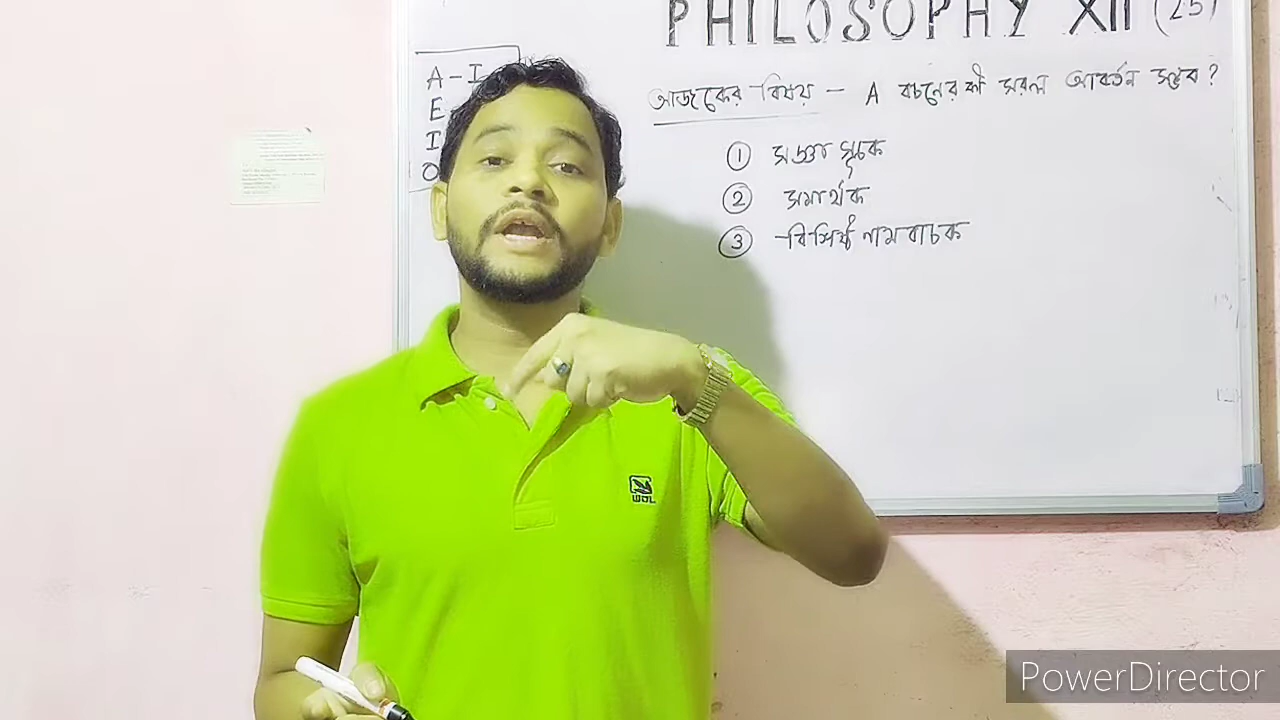 PHILOSOPHY XII (25)
A - I
E -
I
O
আজকের বিষয় - A বচনের কী সরল আবর্তন সম্ভব ?
① সংজ্ঞা সূচক
② সমার্থক
③ বিশিষ্ট নামবাচক
WOL
PowerDirector